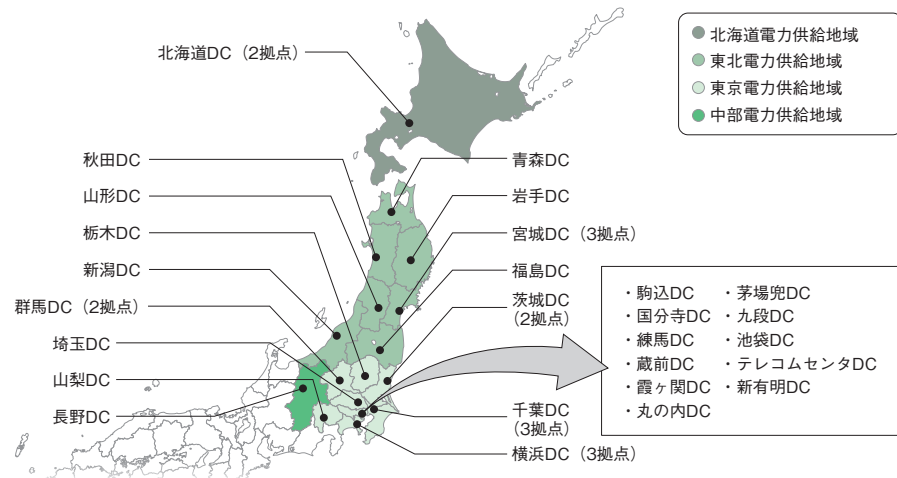 北海道DC（2拠点）
秋田DC
山形DC
栃木DC
新潟DC
群馬DC（2拠点）
埼玉DC
山梨DC
長野DC
青森DC
岩手DC
宮城DC（3拠点）
福島DC
茨城DC
（2拠点）
千葉DC
（3拠点）
横浜DC（3拠点）
北海道電力供給地域
東北電力供給地域
東京電力供給地域
中部電力供給地域
・駒込DC ・茅場兜DC
・国分寺DC ・九段DC
・練馬DC ・池袋DC
・蔵前DC ・テレコムセンタDC
・霞ヶ関DC ・新有明DC
・丸の内DC